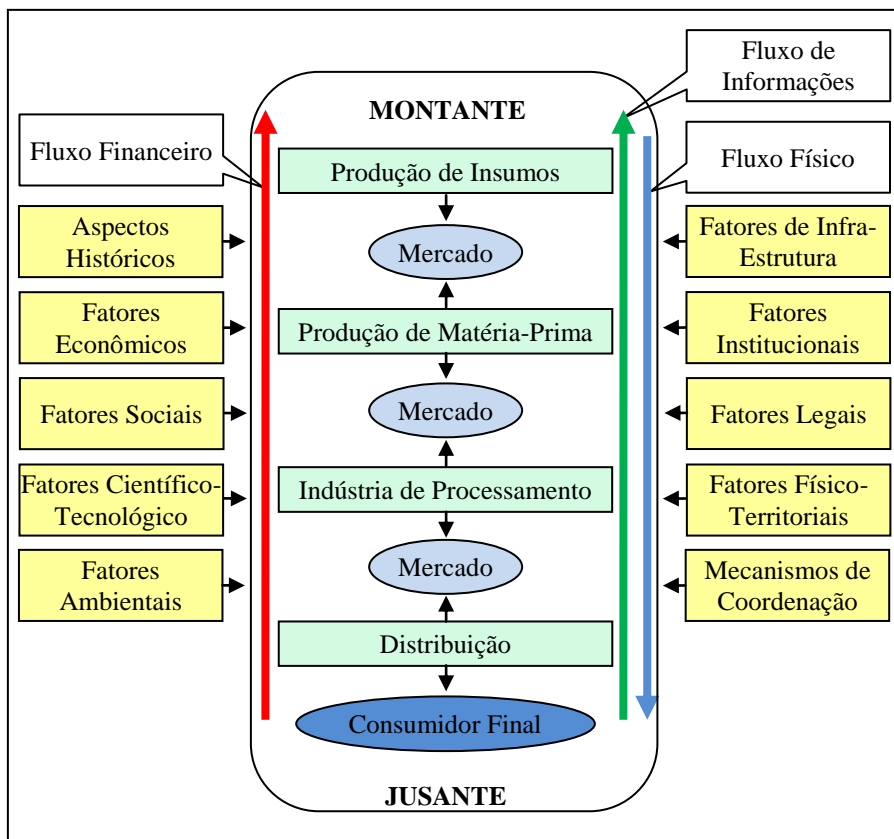 Fluxo de
Informações
MONTANTE
Fluxo Financeiro
Fluxo Físico
Produção de Insumos
Aspectos
Históricos
Mercado
Fatores de Infra-
Estrutura
Fatores
Econômicos
Produção de Matéria-Prima
Fatores
Institucionais
Fatores Sociais
Mercado
Fatores Legais
Fatores Científico-
Tecnológico
Indústria de Processamento
Fatores Físico-
Territoriais
Fatores
Ambientais
Mercado
Mecanismos de
Coordenação
Distribuição
Consumidor Final
JUSANTE